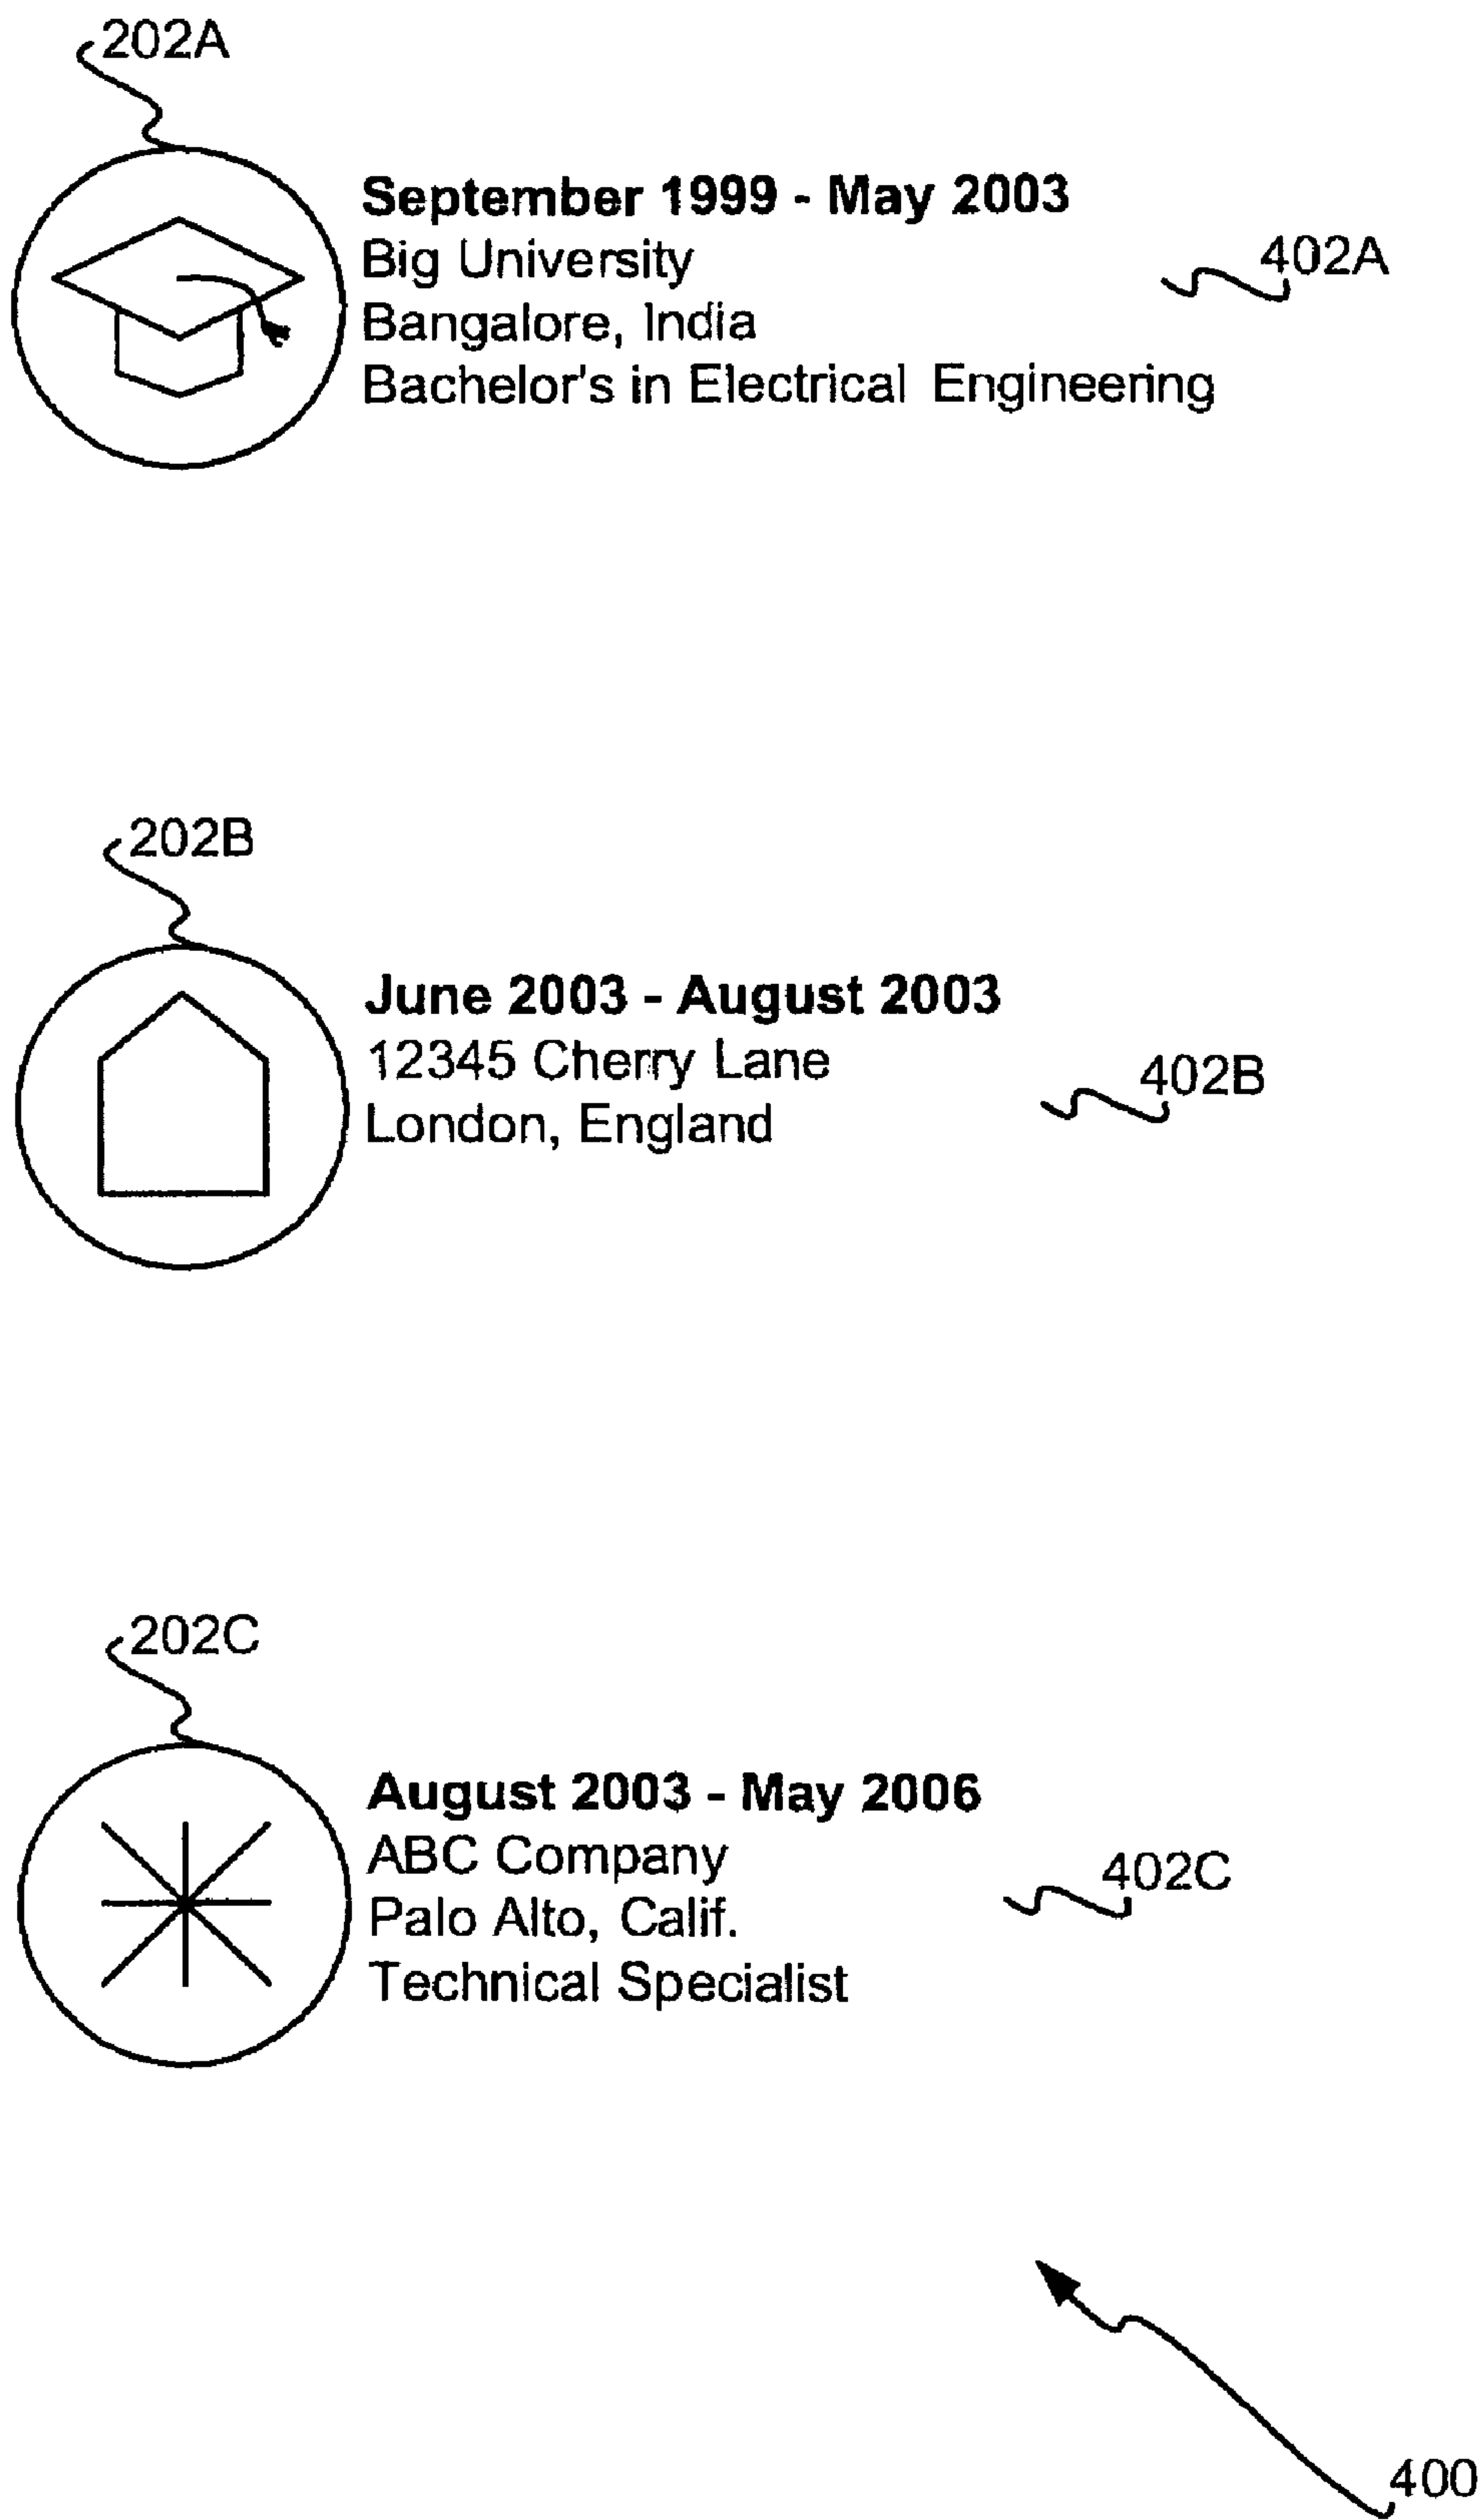 202A
September 1999 - May 2003
Big University
402A
Bangalore, India
Bachelor's in Electrical Engineering
202B
June 2003 - August 2003
12345 Cherry Lane
402B
London, England
202C
August 2003 - May 2006
ABC Company
402C
Palo Alto, Calif.
Technical Specialist
400